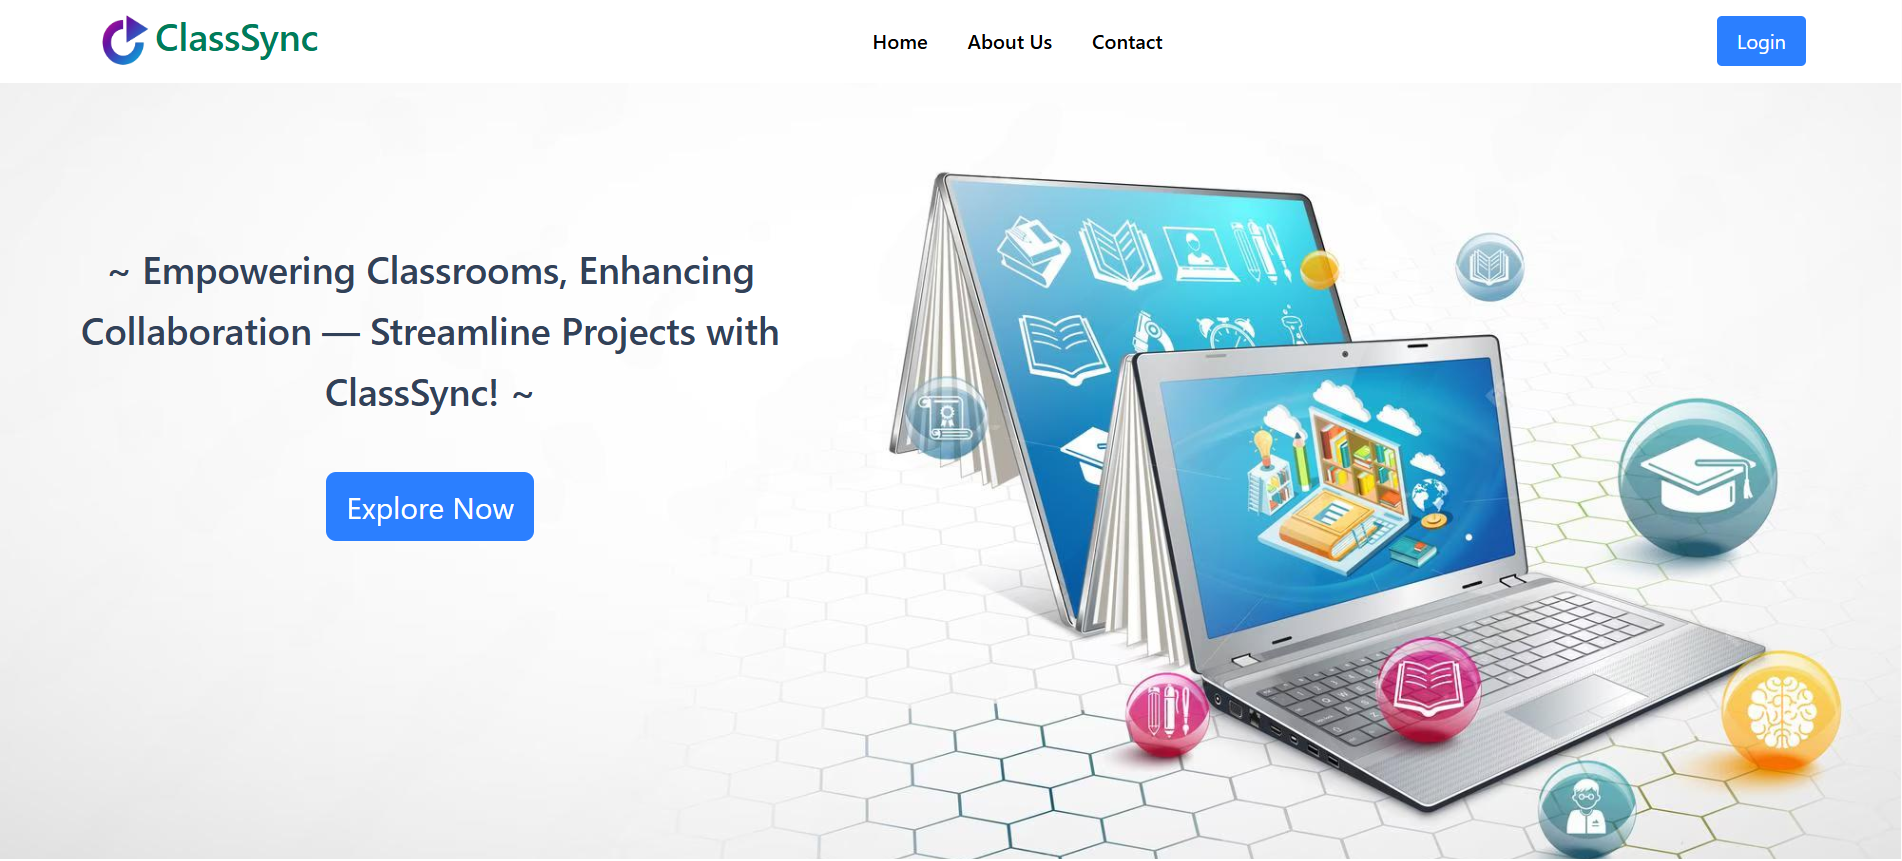 ClassSync
Home
About Us
Contact
Login
~ Empowering Classrooms, Enhancing
Collaboration — Streamline Projects with
ClassSync! ~
Explore Now